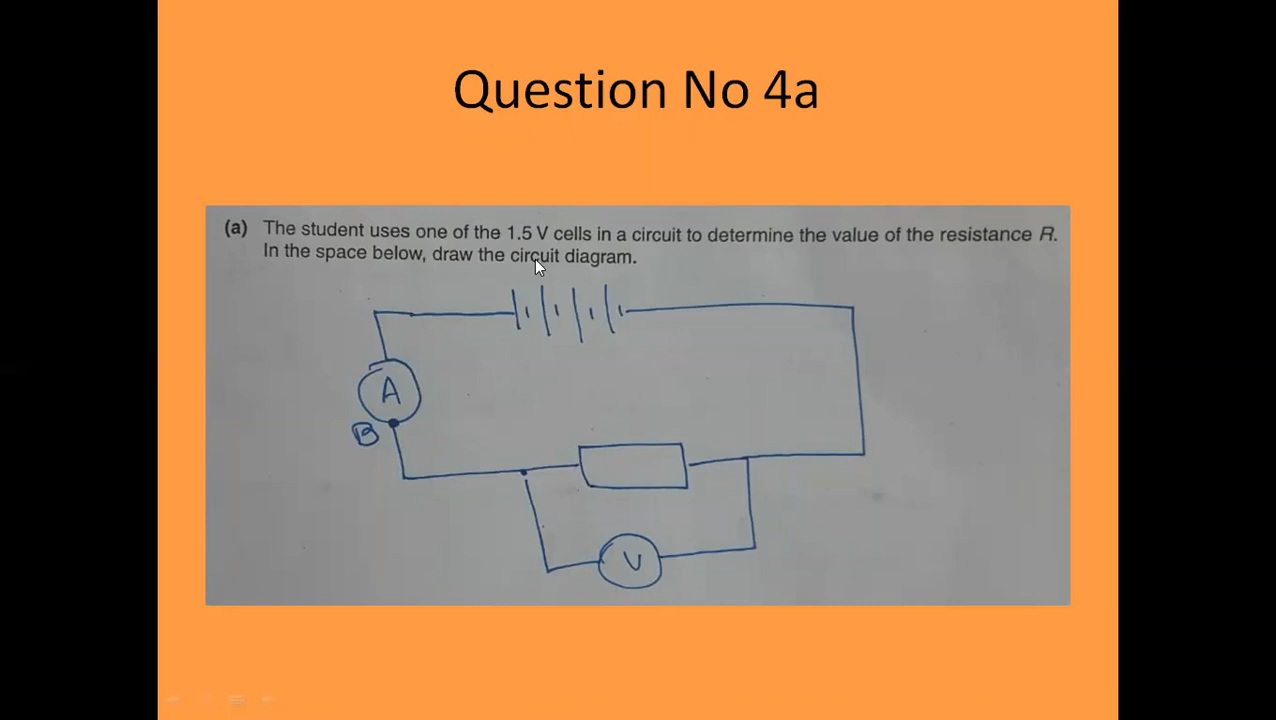 Question No 4a
(a) The student uses one of the 1.5 V cells in a circuit to determine the value of the resistance R.
In the space below, draw the circuit diagram.
A
B
V